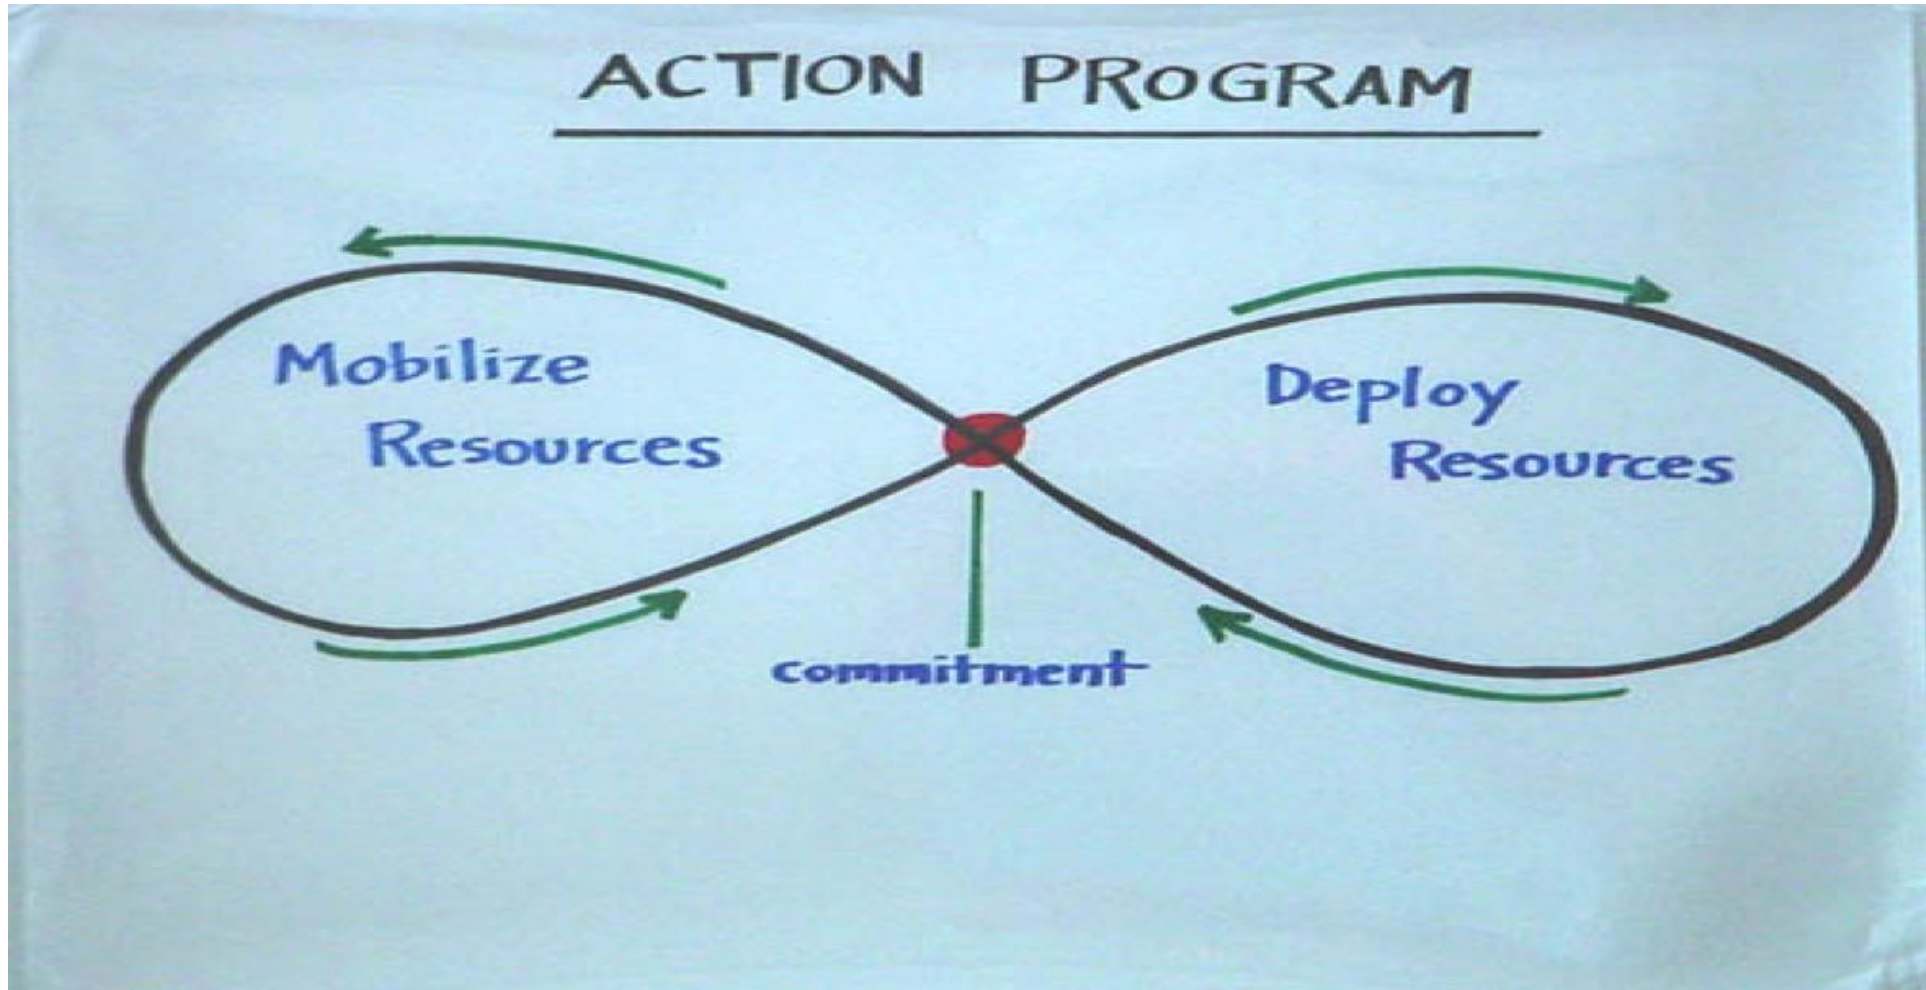 ACTION PROGRAM
Mobilize
Resources
Deploy
Resources
commitment